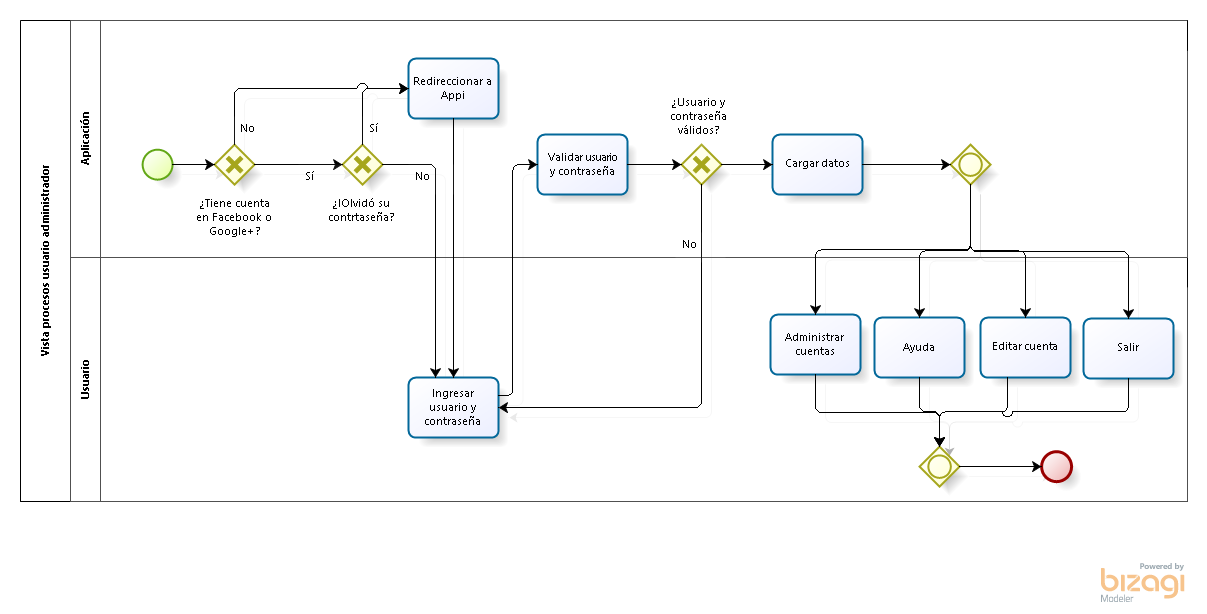 Vista procesos usuario administrador
Aplicación
Usuario
Redireccionar a
Appi
No
Sí
¿Tiene cuenta
en Facebook o
Google+?
Sí
¿lOlvidó su
contrtaseña?
No
Validar usuario
y contraseña
¿Usuario y
contraseña
válidos?
No
Cargar datos
Ingresar
usuario y
contraseña
Administrar
cuentas
Ayuda
Editar cuenta
Salir
Powered by
bizagi
Modeler